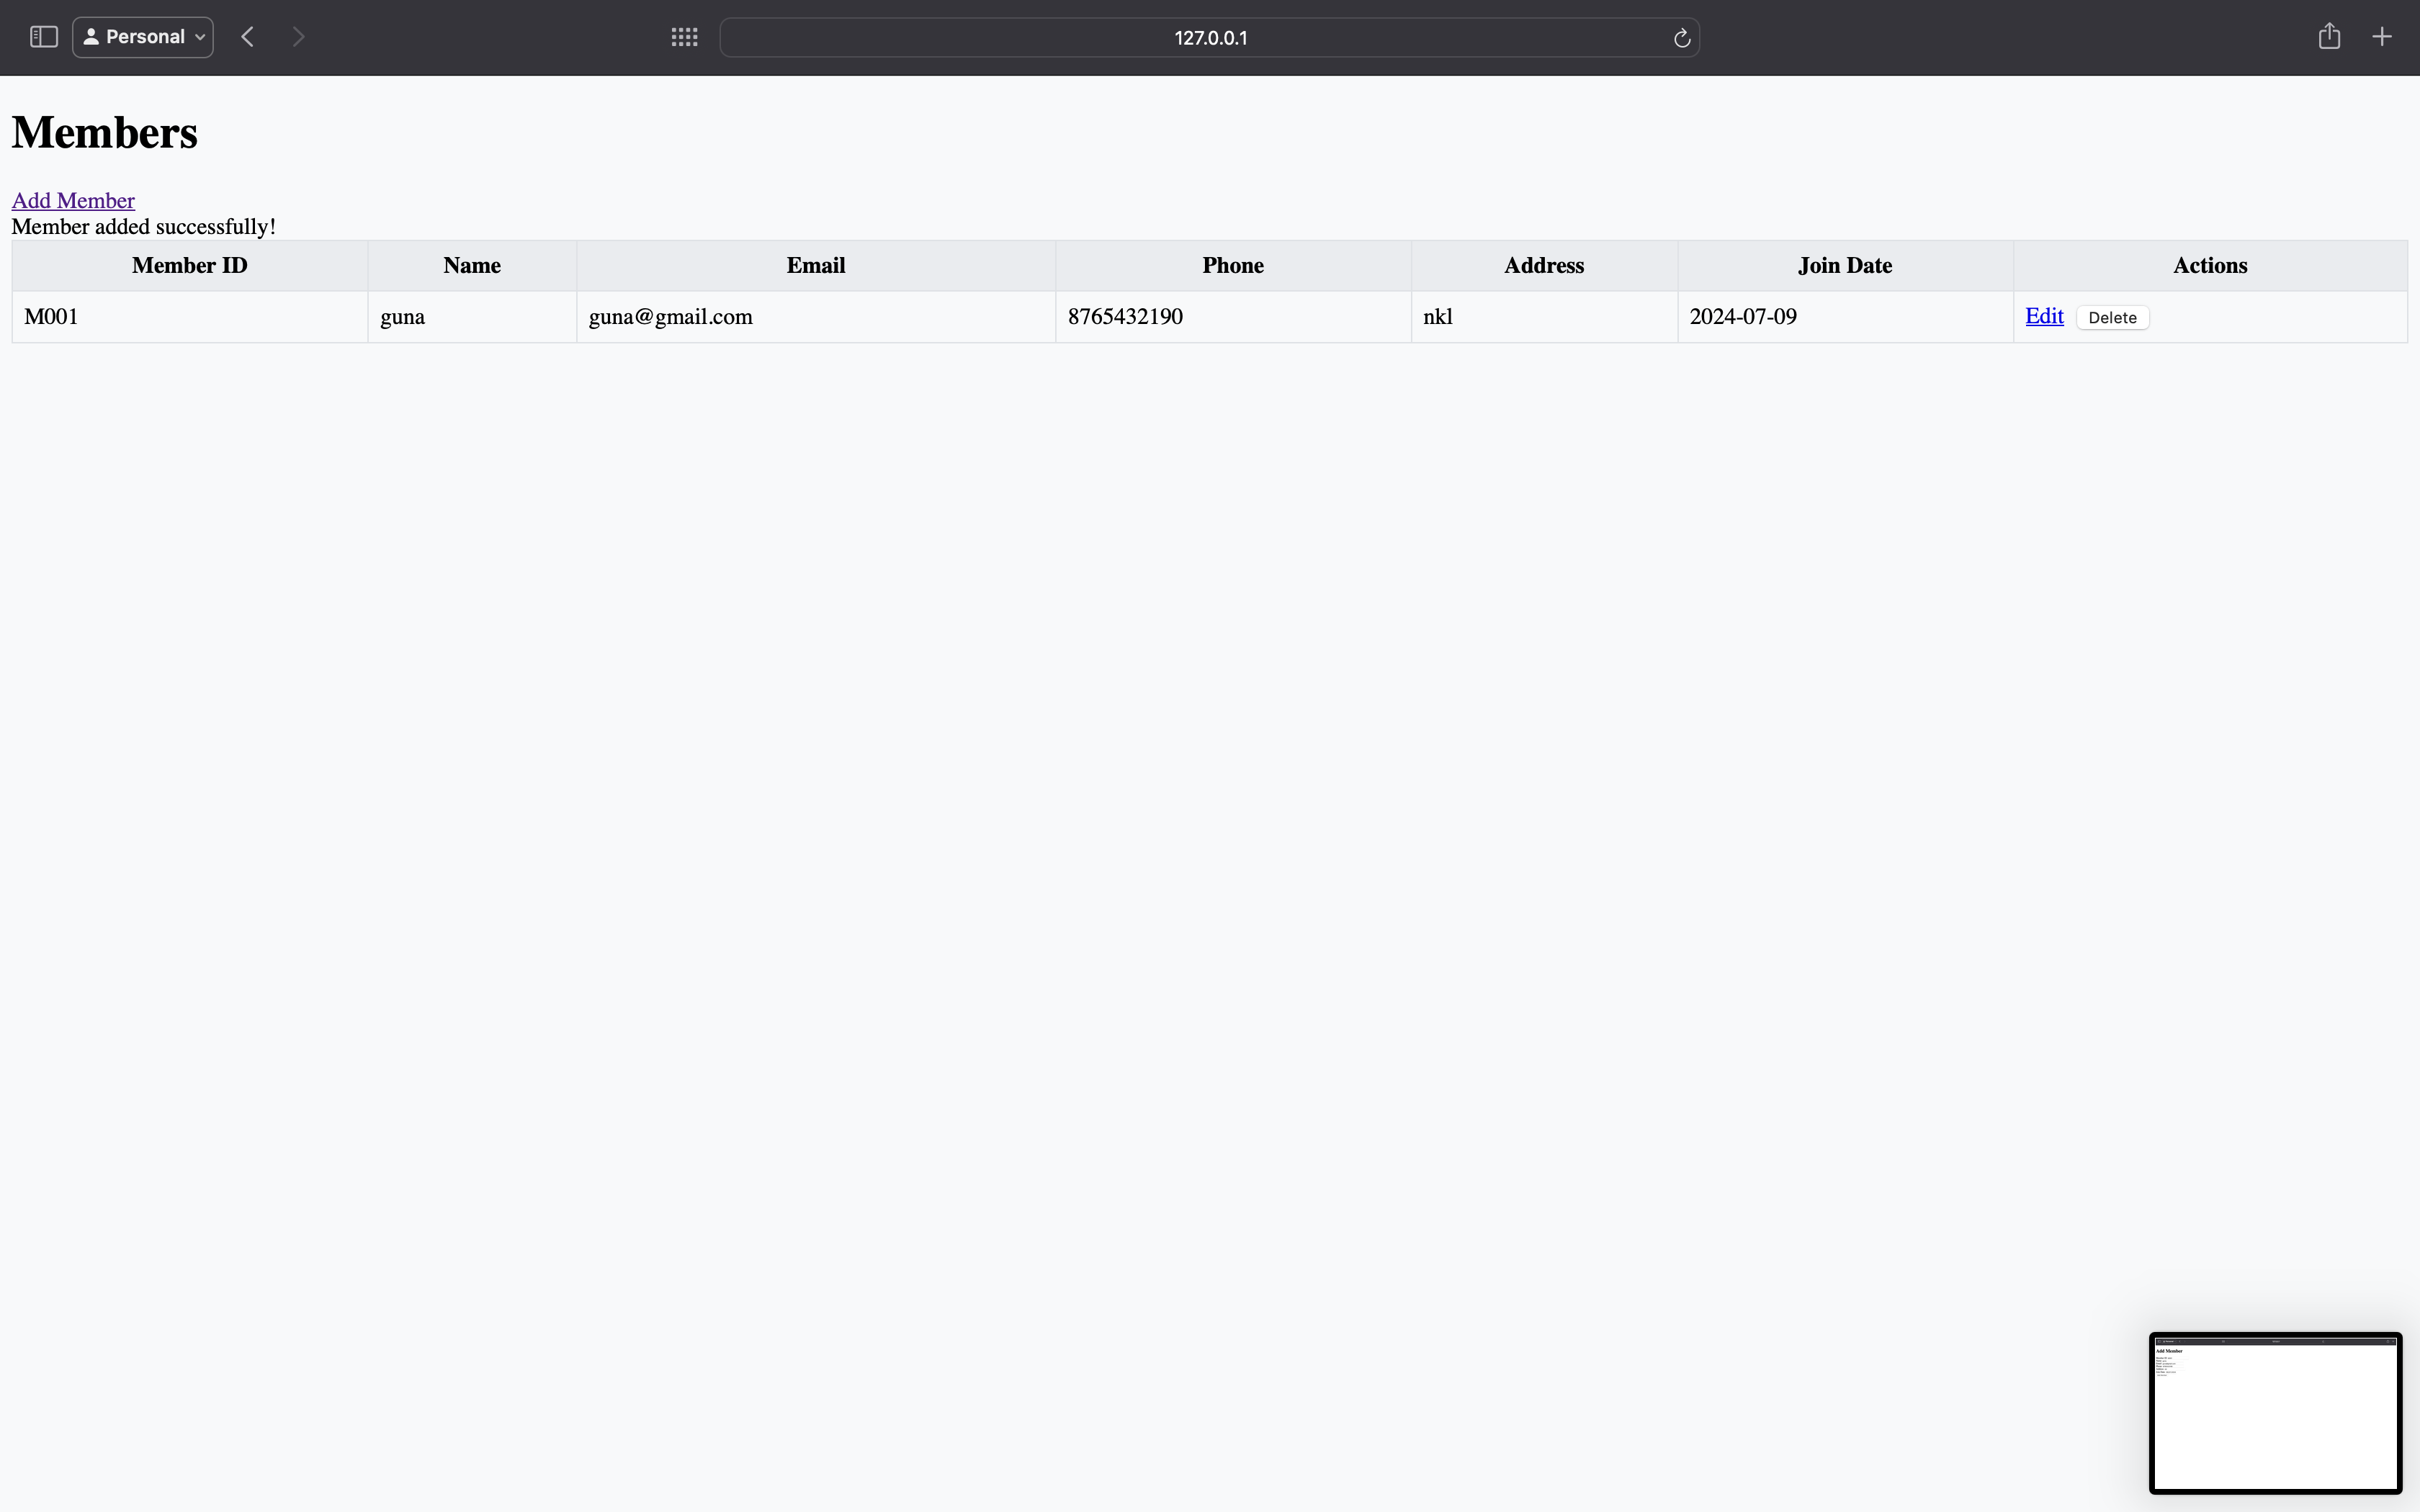 Personal
127.0.0.1
Members
Add Member
Member added successfully!
Member ID Name Email Phone Address Join Date Actions
M001 guna guna@gmail.com 8765432190 nkl 2024-07-09 Edit Delete
Add Member